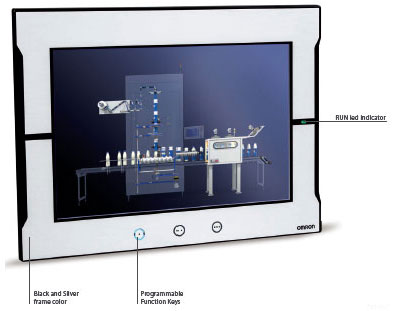 RUN led indicator
OMRON
Black and Silver
frame color
Programmable
Function Keys